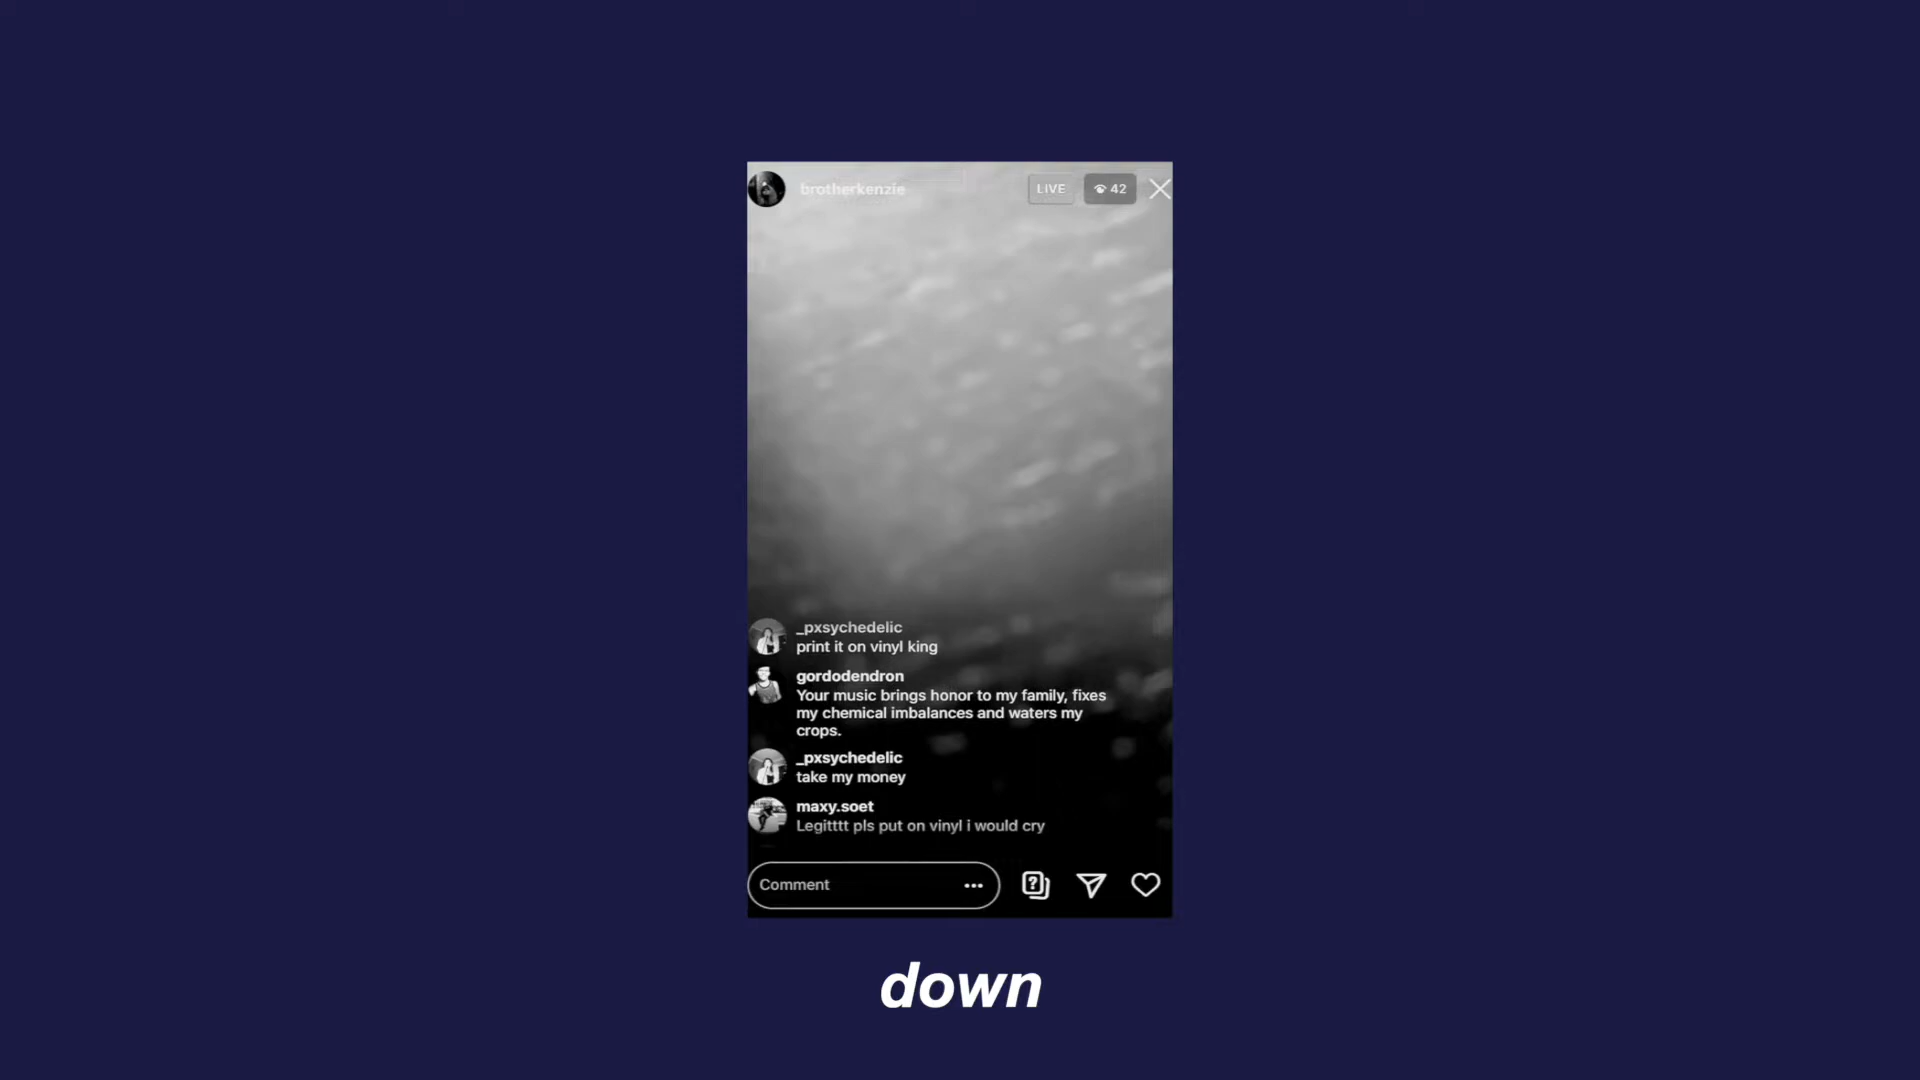 brotherkenzie
LIVE
42
_pxsychedelic
print it on vinyl king
gordodendron
Your music brings honor to my family, fixes
my chemical imbalances and waters my
crops.
_pxsychedelic
take my money
maxy.soet
Legitttt pls put on vinyl i would cry
Comment
down